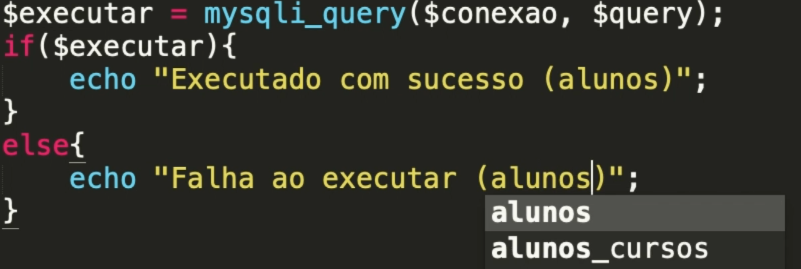 $executar = mysqli_query($conexao, $query);
if($executar){
    echo "Executado com sucesso (alunos)";
}
else{
    echo "Falha ao executar (alunos)";
}
alunos
alunos_cursos